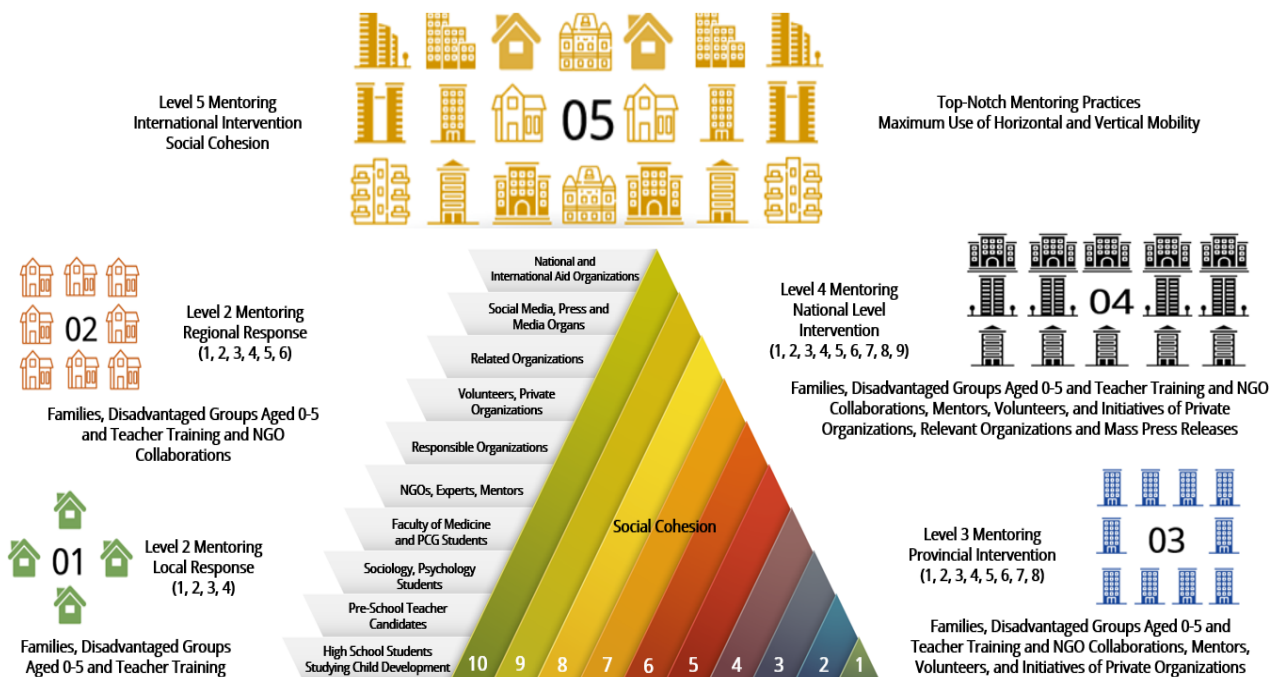 Level 5 Mentoring
International Intervention
Social Cohesion
05
Top-Notch Mentoring Practices
Maximum Use of Horizontal and Vertical Mobility
02
Level 2 Mentoring
Regional Response
(1, 2, 3, 4, 5, 6)
Families, Disadvantaged Groups Aged 0-5
and Teacher Training and NGO
Collaborations
01
Level 2 Mentoring
Local Response
(1, 2, 3, 4)
Families, Disadvantaged Groups
Aged 0-5 and Teacher Training
National and
International Aid Organizations
Social Media, Press and
Media Organs
Related Organizations
Volunteers, Private
Organizations
Responsible Organizations
NGOs, Experts, Mentors
Faculty of Medicine
and PCG Students
Sociology, Psychology
Students
Pre-School Teacher
Candidates
High School Students
Studying Child Development
Social Cohesion
10 9 8 7 6 5 4 3 2 1
Level 4 Mentoring
National Level
Intervention
(1, 2, 3, 4, 5, 6, 7, 8, 9)
04
Families, Disadvantaged Groups Aged 0-5 and Teacher Training and NGO
Collaborations, Mentors, Volunteers, and Initiatives of Private
Organizations, Relevant Organizations and Mass Press Releases
Level 3 Mentoring
Provincial Intervention
(1, 2, 3, 4, 5, 6, 7, 8)
03
Families, Disadvantaged Groups Aged 0-5 and
Teacher Training and NGO Collaborations, Mentors,
Volunteers, and Initiatives of Private Organizations